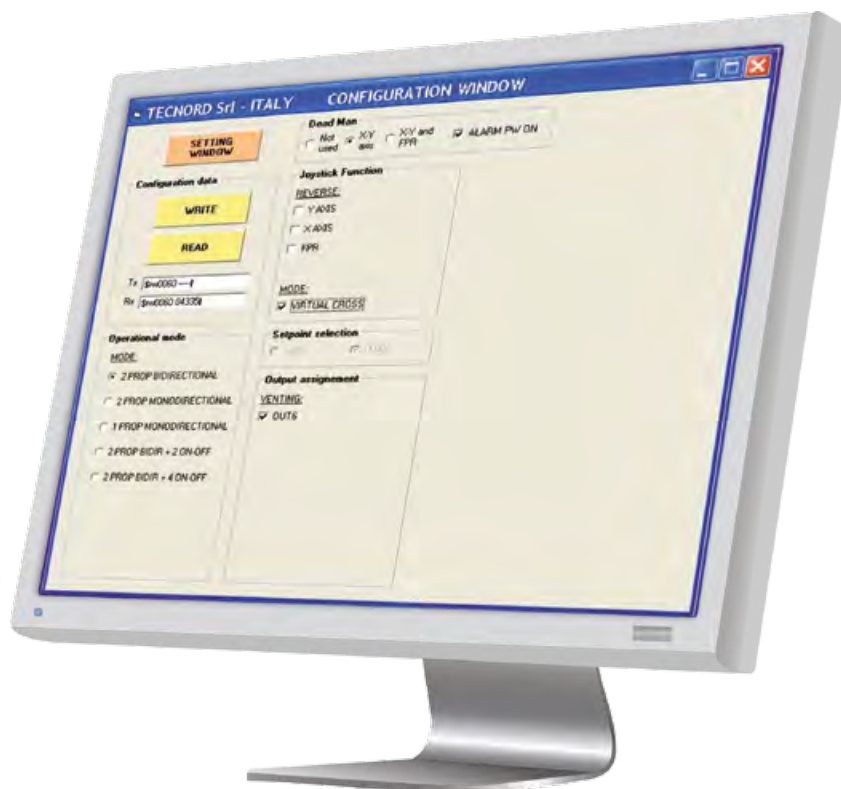 TECNORD Srl - ITALY CONFIGURATION WINDOW
SETTING
WINDOW
Dead Man
Not used
X-Y axis
X-Y and FPR
ALARM PW ON
Configuration data
WRITE
READ
Tx
Rx
Joystick Function
REVERSE:
Y AXIS
X AXIS
FPR
MODE:
VIRTUAL CROSS
Operational mode
MODE:
2 PROP BIDIRECTIONAL
2 PROP MONODIRECTIONAL
1 PROP MONODIRECTIONAL
2 PROP BIDIR + 2 ON-OFF
2 PROP BIDIR + 4 ON-OFF
Setpoint selection
Output assignement
VENTING:
OUT6